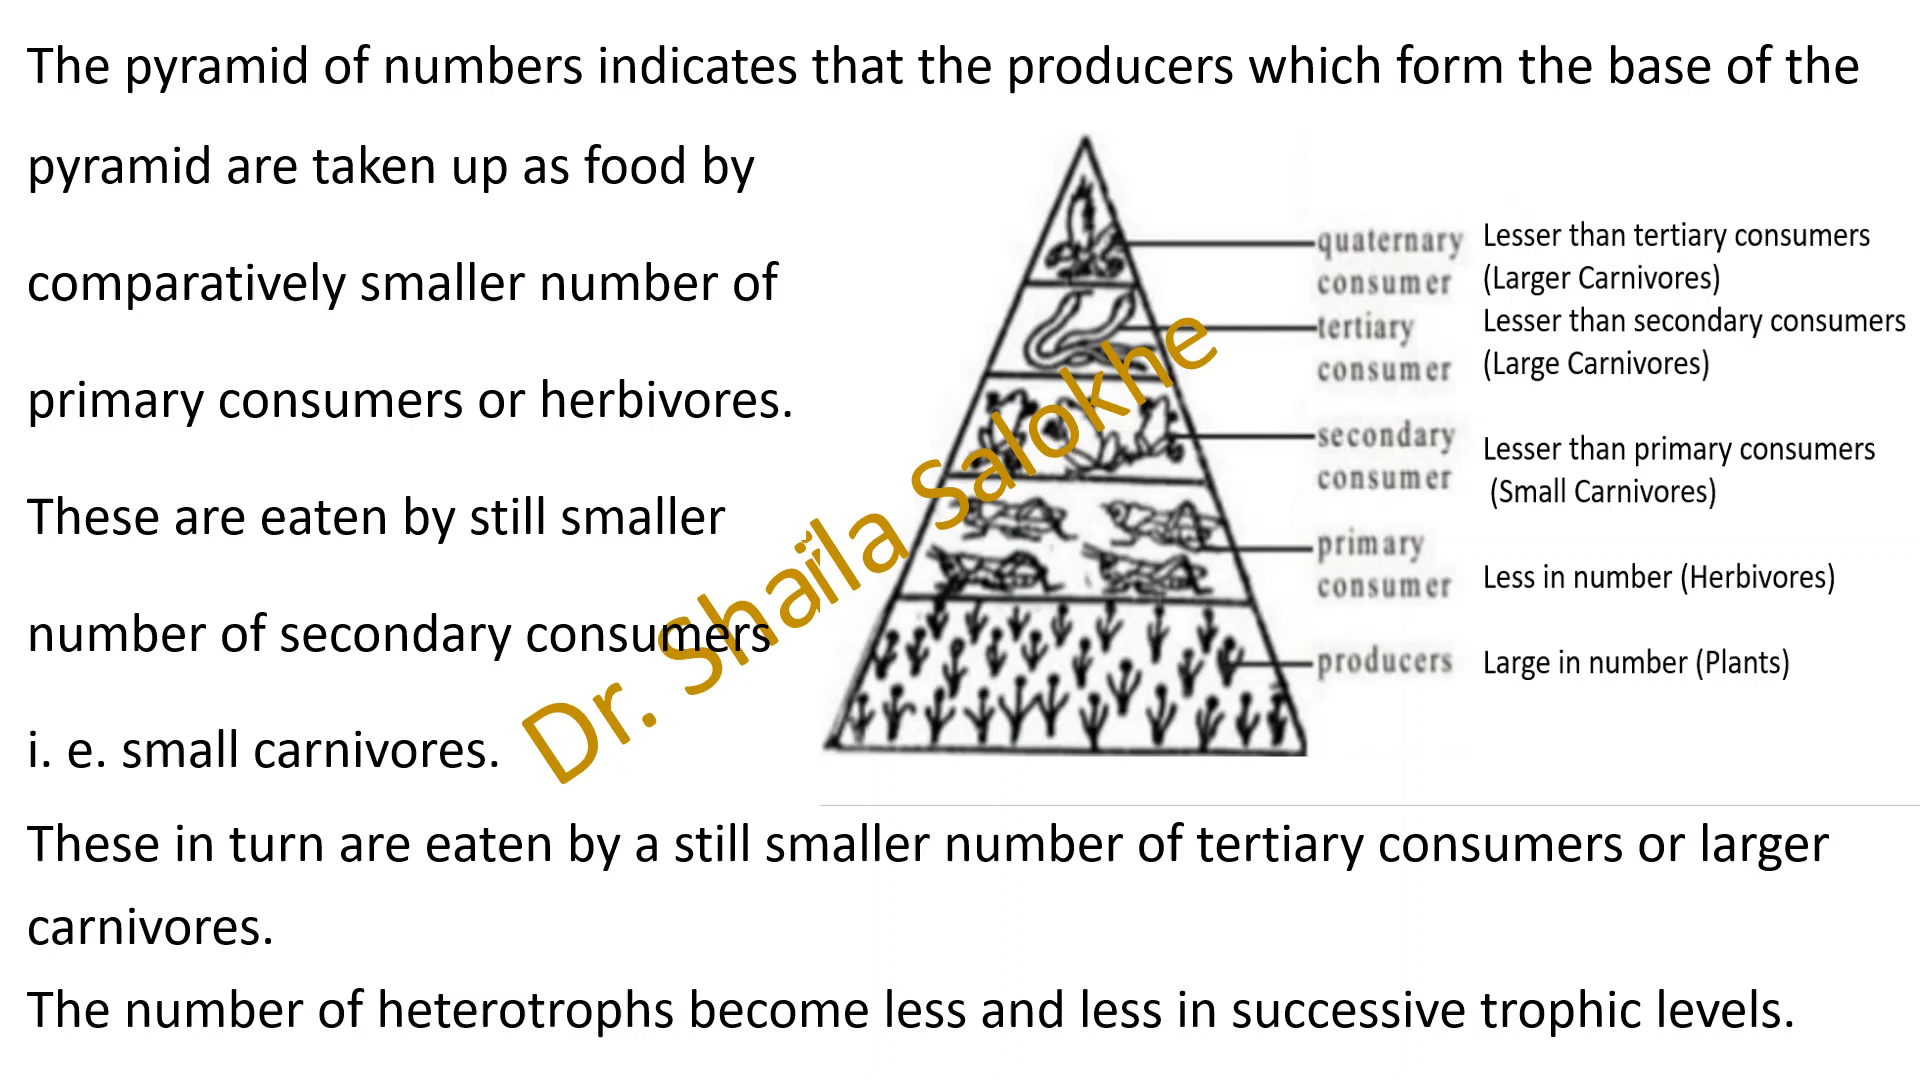 The pyramid of numbers indicates that the producers which form the base of the
pyramid are taken up as food by
comparatively smaller number of
primary consumers or herbivores.
These are eaten by still smaller
number of secondary consumers
i. e. small carnivores.
These in turn are eaten by a still smaller number of tertiary consumers or larger
carnivores.
The number of heterotrophs become less and less in successive trophic levels.
quaternary
consumer
Lesser than tertiary consumers
(Larger Carnivores)
tertiary
consumer
Lesser than secondary consumers
(Large Carnivores)
secondary
consumer
Lesser than primary consumers
(Small Carnivores)
primary
consumer
Less in number (Herbivores)
producers
Large in number (Plants)
Dr. Shaila Salokhe